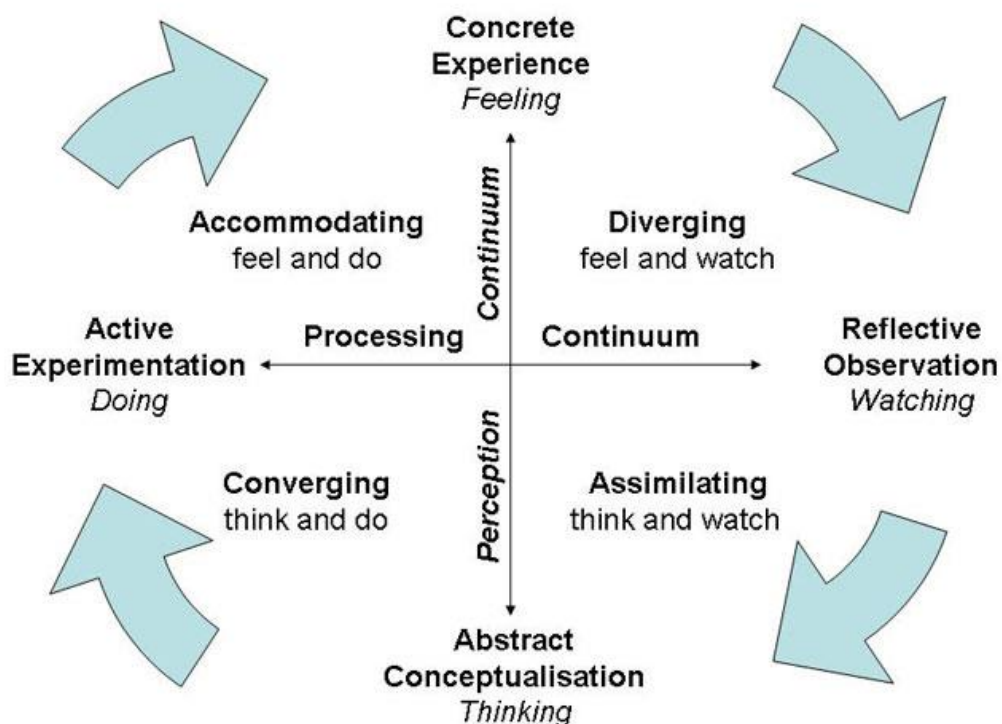 Concrete
Experience
Feeling
Accommodating
feel and do
Continuum
Diverging
feel and watch
Active
Experimentation
Doing
Processing
Continuum
Reflective
Observation
Watching
Converging
think and do
Perception
Assimilating
think and watch
Abstract
Conceptualisation
Thinking